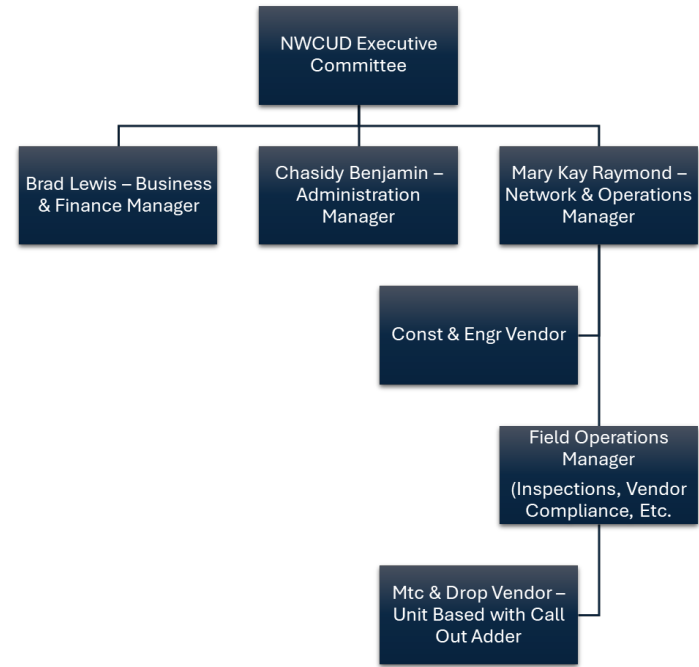 NWCUD Executive
Committee
Brad Lewis – Business
& Finance Manager
Chasidy Benjamin –
Administration
Manager
Mary Kay Raymond –
Network & Operations
Manager
Const & Engr Vendor
Field Operations
Manager
(Inspections, Vendor
Compliance, Etc.
Mtc & Drop Vendor –
Unit Based with Call
Out Adder